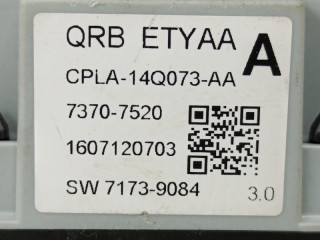 QRB ETYAA A
CPLA-14Q073-AA
7370-7520
1607120703
SW 7173-9084 3.0